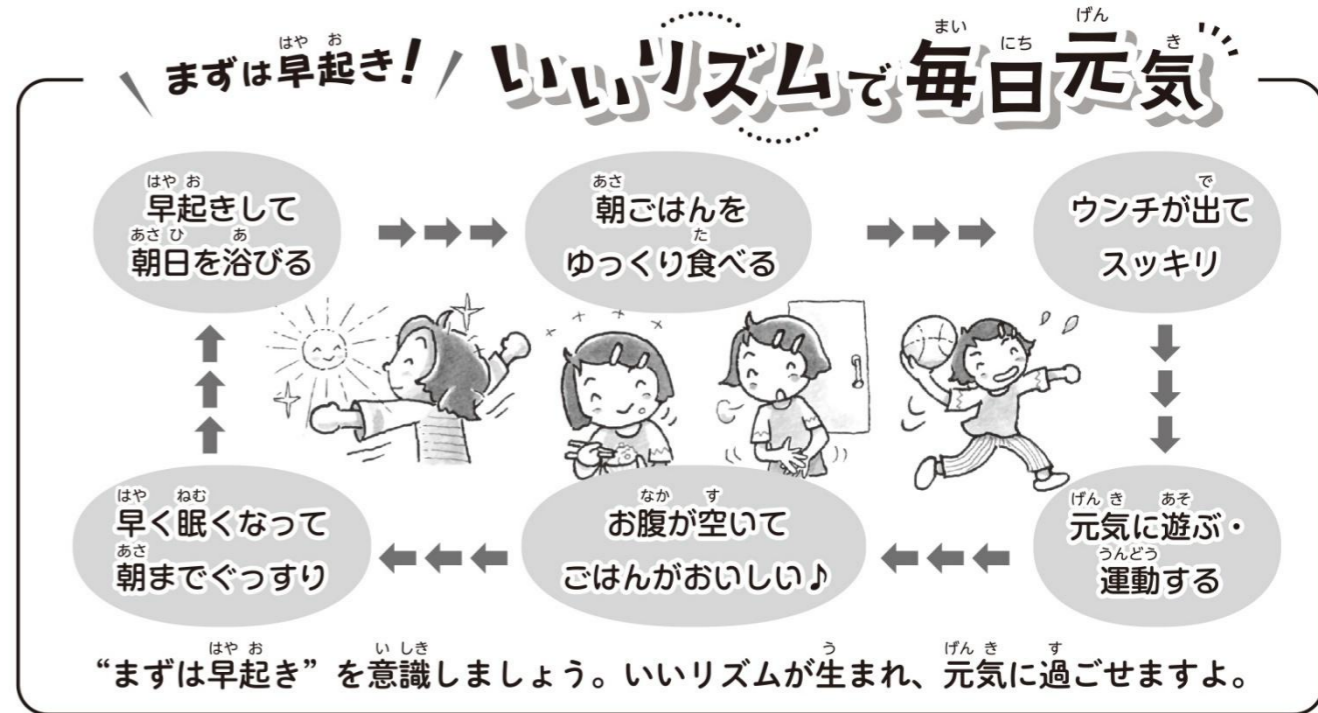 まずは早起き！ いいリズムで毎日元気
早起きして
朝日を浴びる
朝ごはんを
ゆっくり食べる
ウンチが出て
スッキリ
元気に遊ぶ・
運動する
お腹が空いて
ごはんがおいしい♪
早く眠くなって
朝までぐっすり
“まずは早起き”を意識しましょう。いいリズムが生まれ、元気に過ごせますよ。